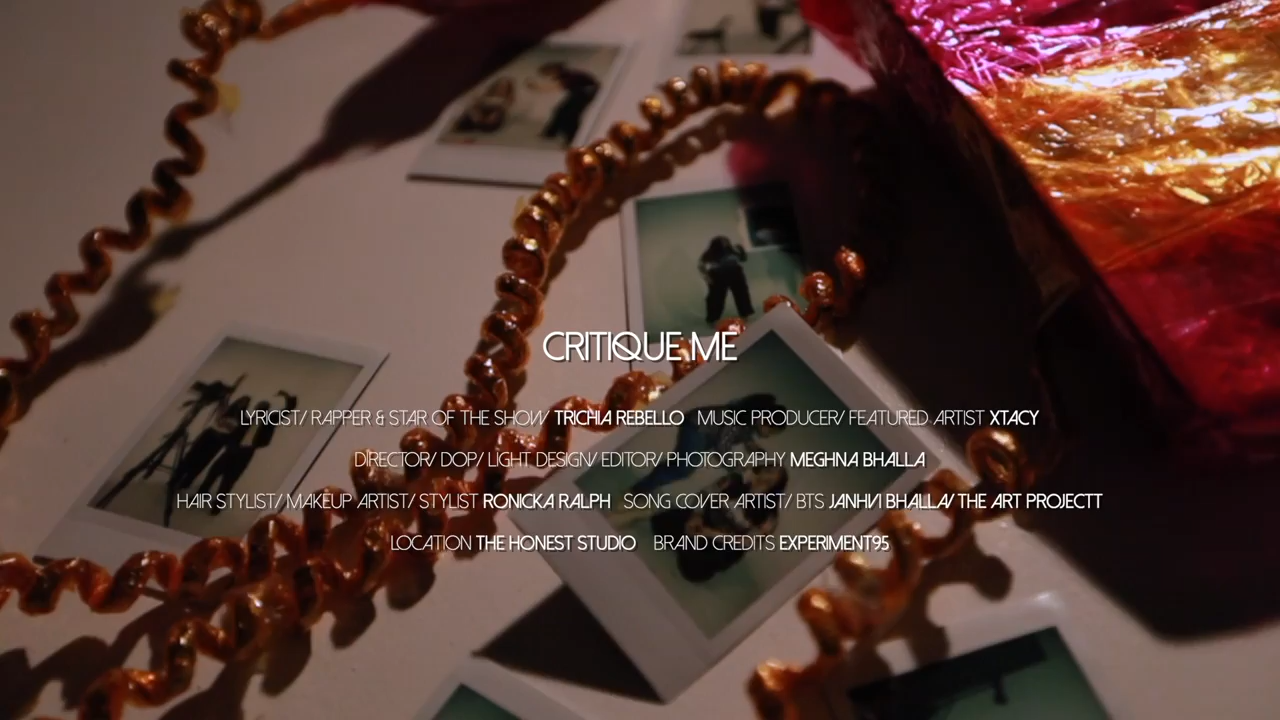 CRITIQUE ME
LYRICIST/ RAPPER & STAR OF THE SHOW/ TRICHIA REBELLO MUSIC PRODUCER/ FEATURED ARTIST XTACY
DIRECTOR/ DOP/ LIGHT DESIGN/ EDITOR/ PHOTOGRAPHY MEGHNA BHALLA
HAIR STYLIST/ MAKEUP ARTIST/ STYLIST RONICKA RALPH SONG COVER ARTIST/ BTS JANHVI BHALLA/ THE ART PROJECTT
LOCATION THE HONEST STUDIO BRAND CREDITS EXPERIMENT95